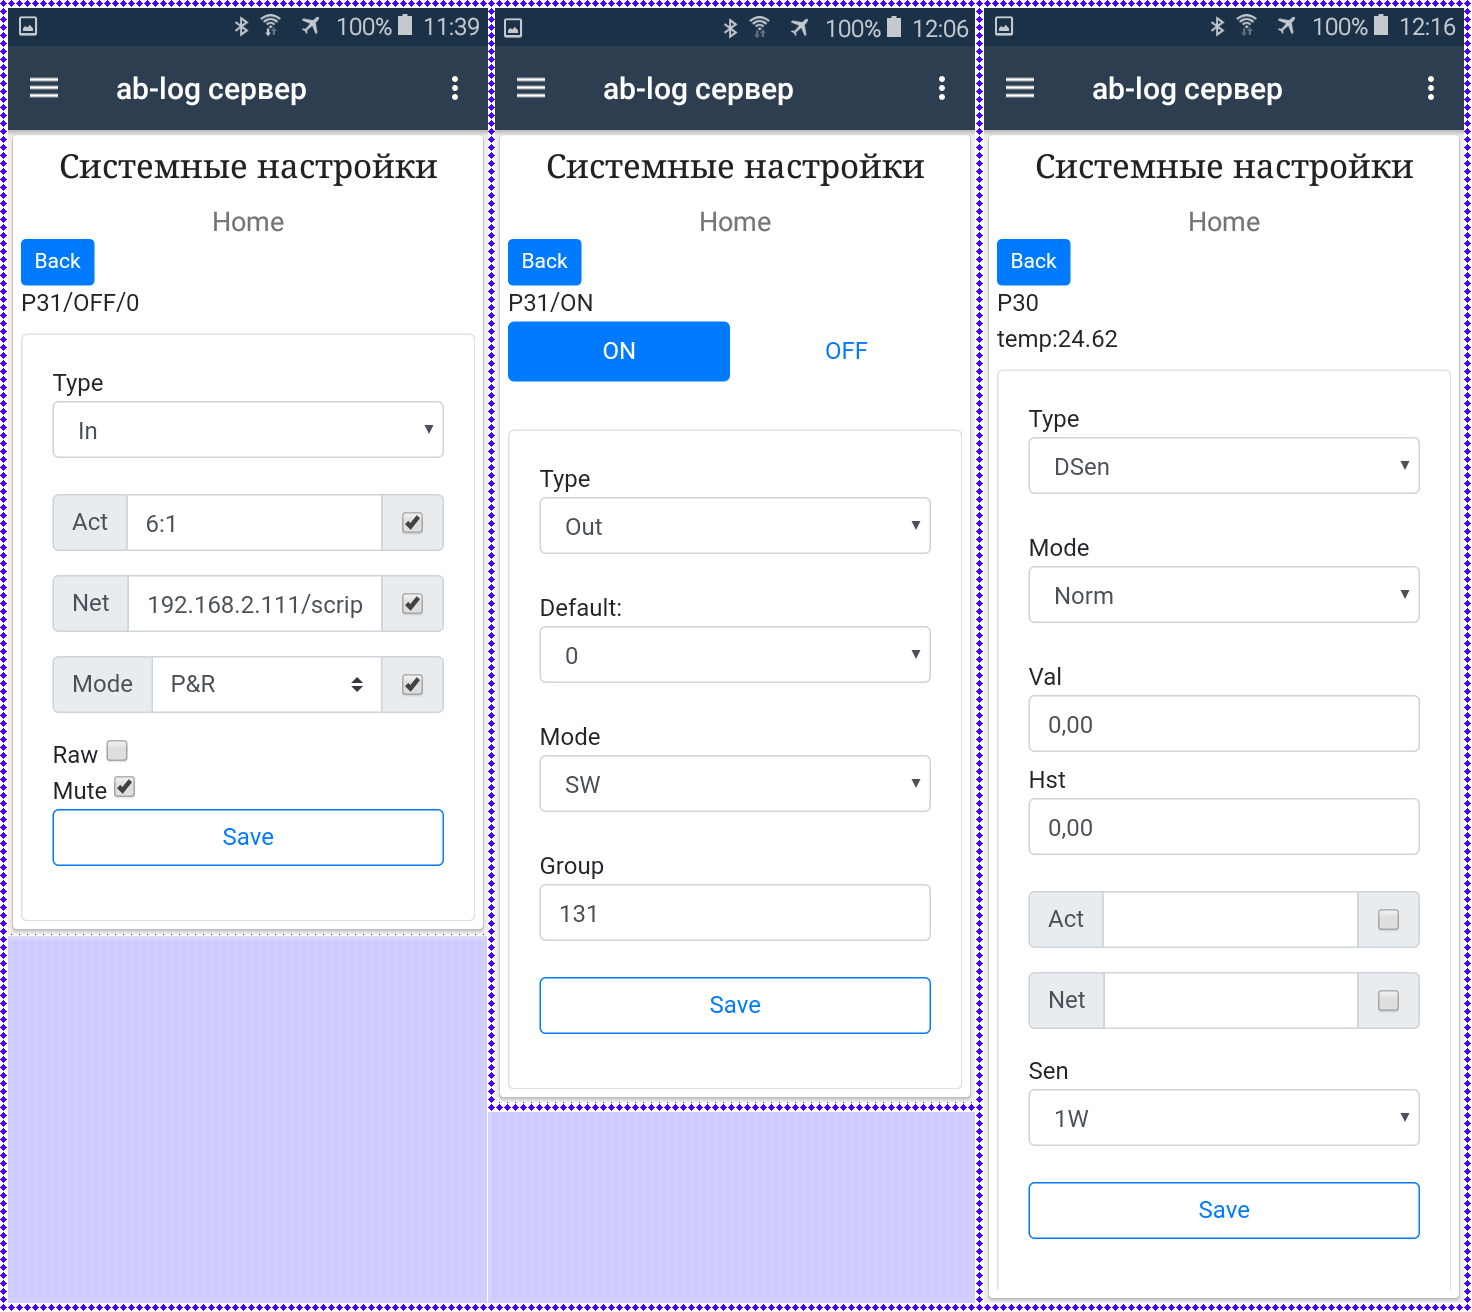 100% 11:39
ab-log сервер
Системные настройки
Home
Back
P31/OFF/0
Type
In
Act 6:1
Net 192.168.2.111/scrip
Mode P&R
Raw
Mute
Save
100% 12:06
ab-log сервер
Системные настройки
Home
Back
P31/ON
ON OFF
Type
Out
Default:
0
Mode
SW
Group
131
Save
100% 12:16
ab-log сервер
Системные настройки
Home
Back
P30
temp:24.62
Type
DSen
Mode
Norm
Val
0,00
Hst
0,00
Act
Net
Sen
1W
Save